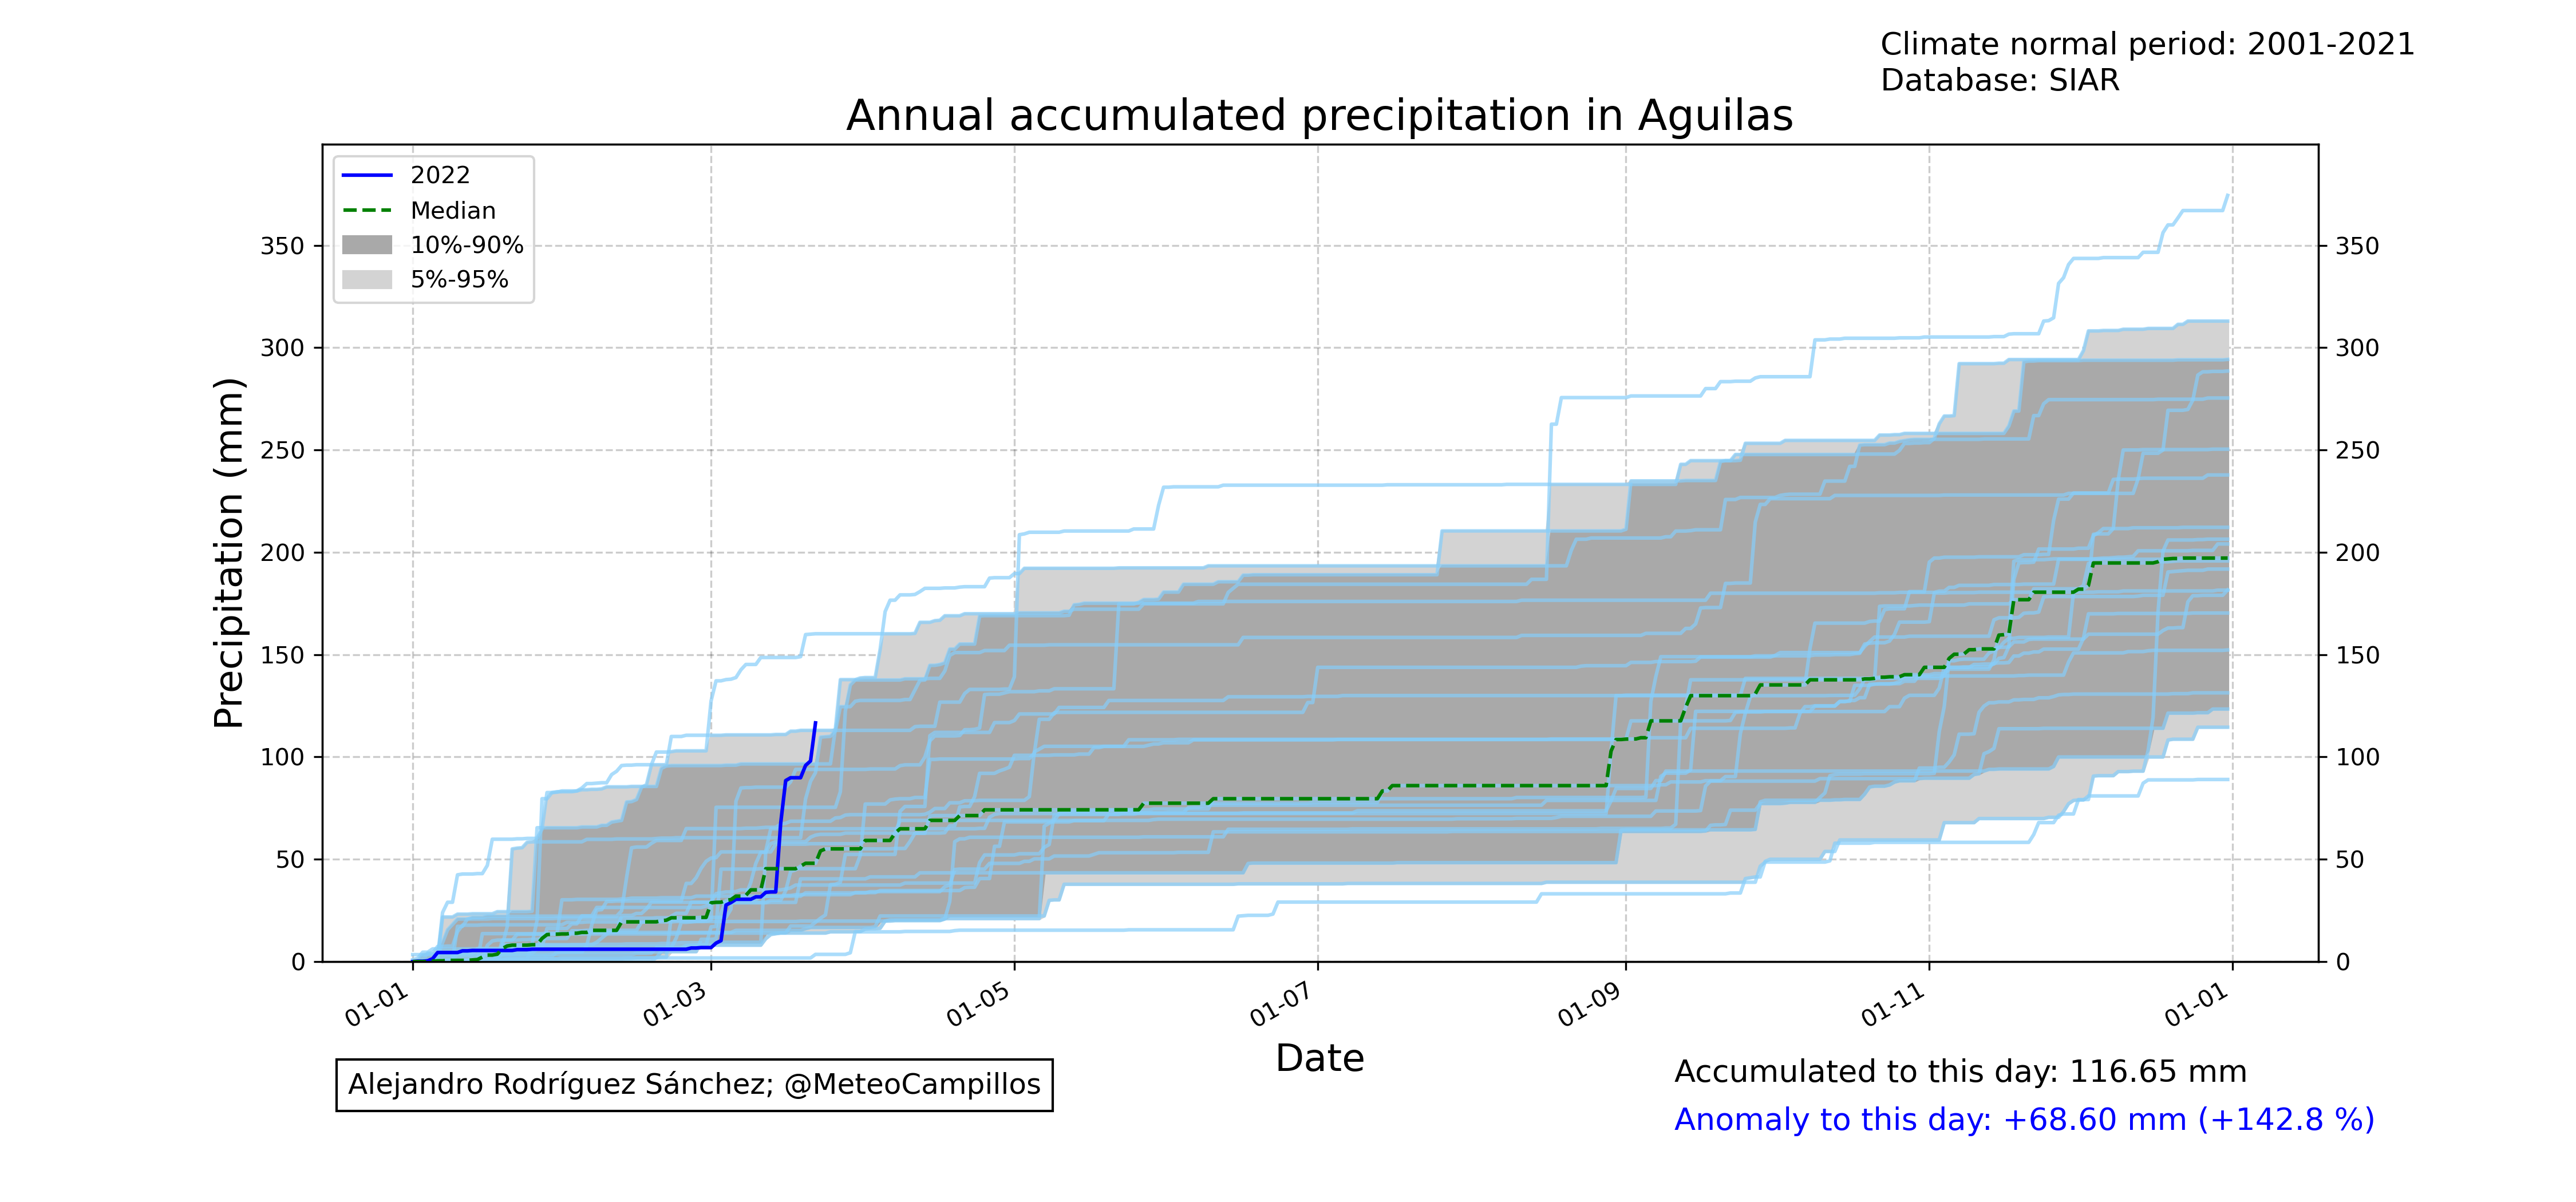 Climate normal period: 2001-2021
Database: SIAR
Annual accumulated precipitation in Aguilas
2022
Median
10%-90%
5%-95%
Precipitation (mm)
350
300
250
200
150
100
50
0
350
300
250
200
150
100
50
0
01-01
01-03
01-05
01-07
01-09
01-11
01-01
Date
Alejandro Rodríguez Sánchez; @MeteoCampillos
Accumulated to this day: 116.65 mm
Anomaly to this day: +68.60 mm (+142.8 %)